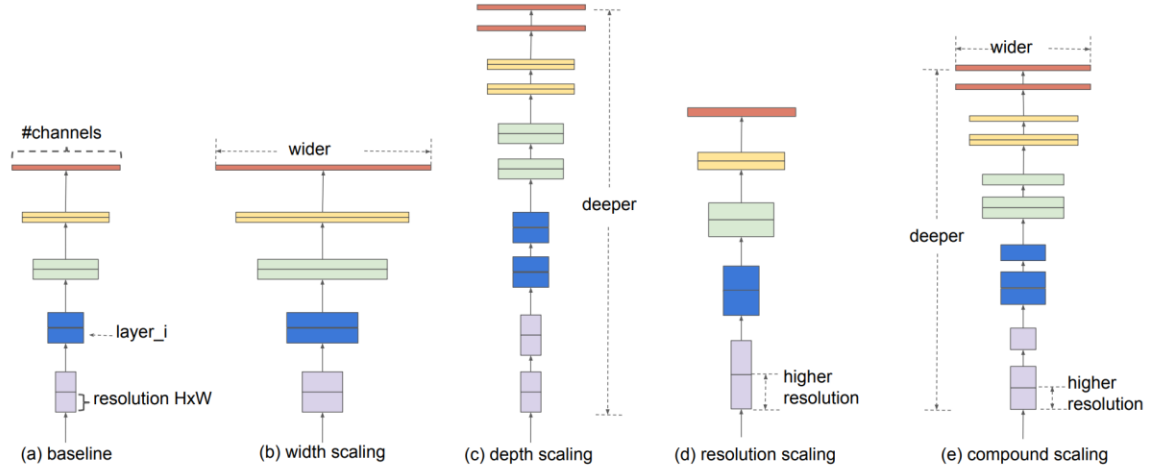 #channels
layer_i
resolution HxW
(a) baseline
wider
(b) width scaling
deeper
(c) depth scaling
higher
resolution
(d) resolution scaling
wider
deeper
higher
resolution
(e) compound scaling